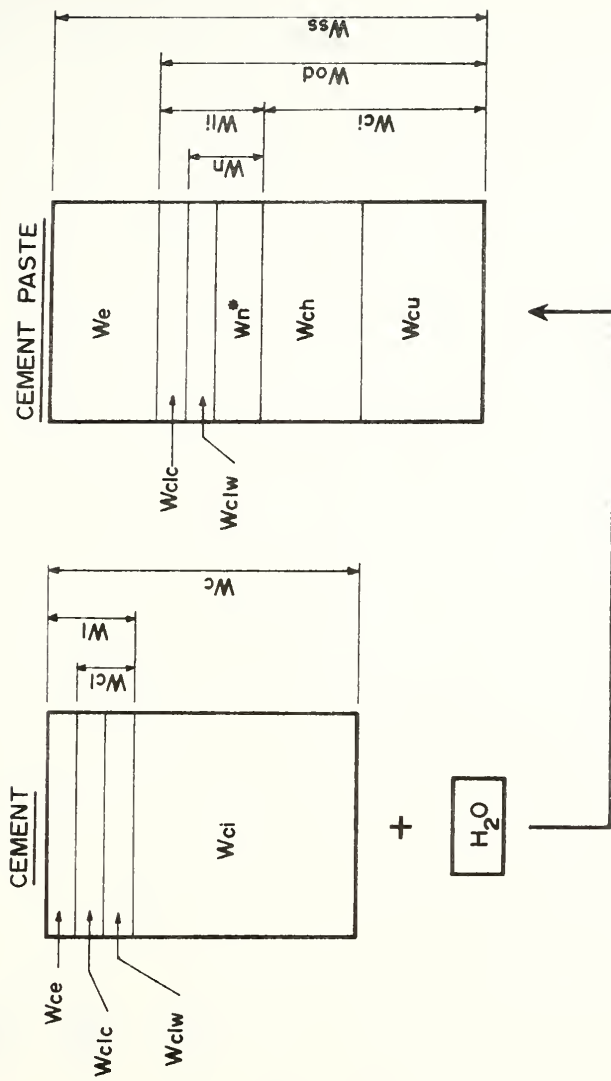 CEMENT
Wce
Wclc
Wclw
Wci
Wcl
Wl
Wc
+
H₂O
CEMENT PASTE
We
Wclc
Wclw
Wn*
Wch
Wcu
Wn
Wli
Wci
Wod
Wss